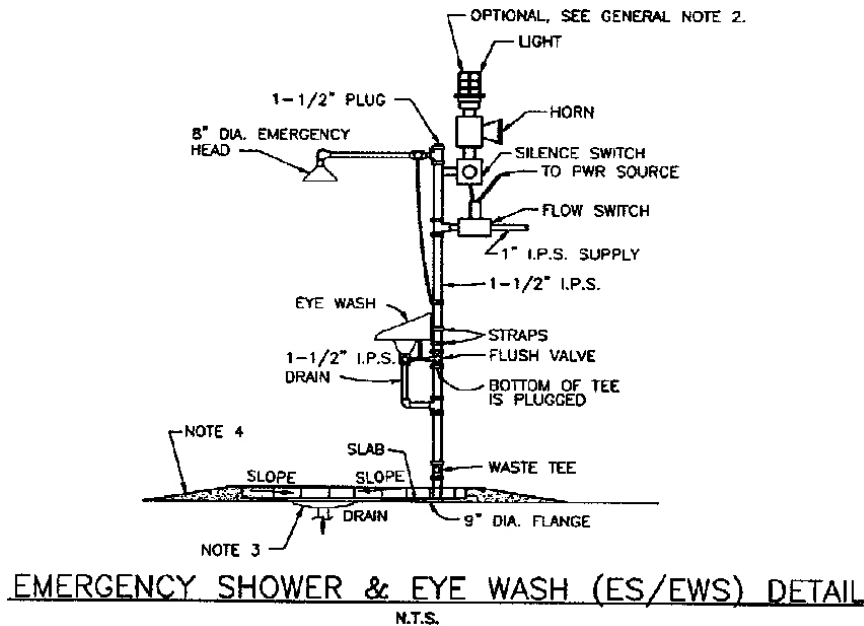 OPTIONAL, SEE GENERAL NOTE 2.
LIGHT
1-1/2" PLUG
HORN
8" DIA. EMERGENCY
HEAD
SILENCE SWITCH
TO PWR SOURCE
FLOW SWITCH
1" I.P.S. SUPPLY
1-1/2" I.P.S.
EYE WASH
STRAPS
1-1/2" I.P.S.
DRAIN
FLUSH VALVE
BOTTOM OF TEE
IS PLUGGED
NOTE 4
SLAB
WASTE TEE
SLOPE
SLOPE
DRAIN
9" DIA. FLANGE
NOTE 3
EMERGENCY SHOWER & EYE WASH (ES/EWS) DETAIL
N.T.S.